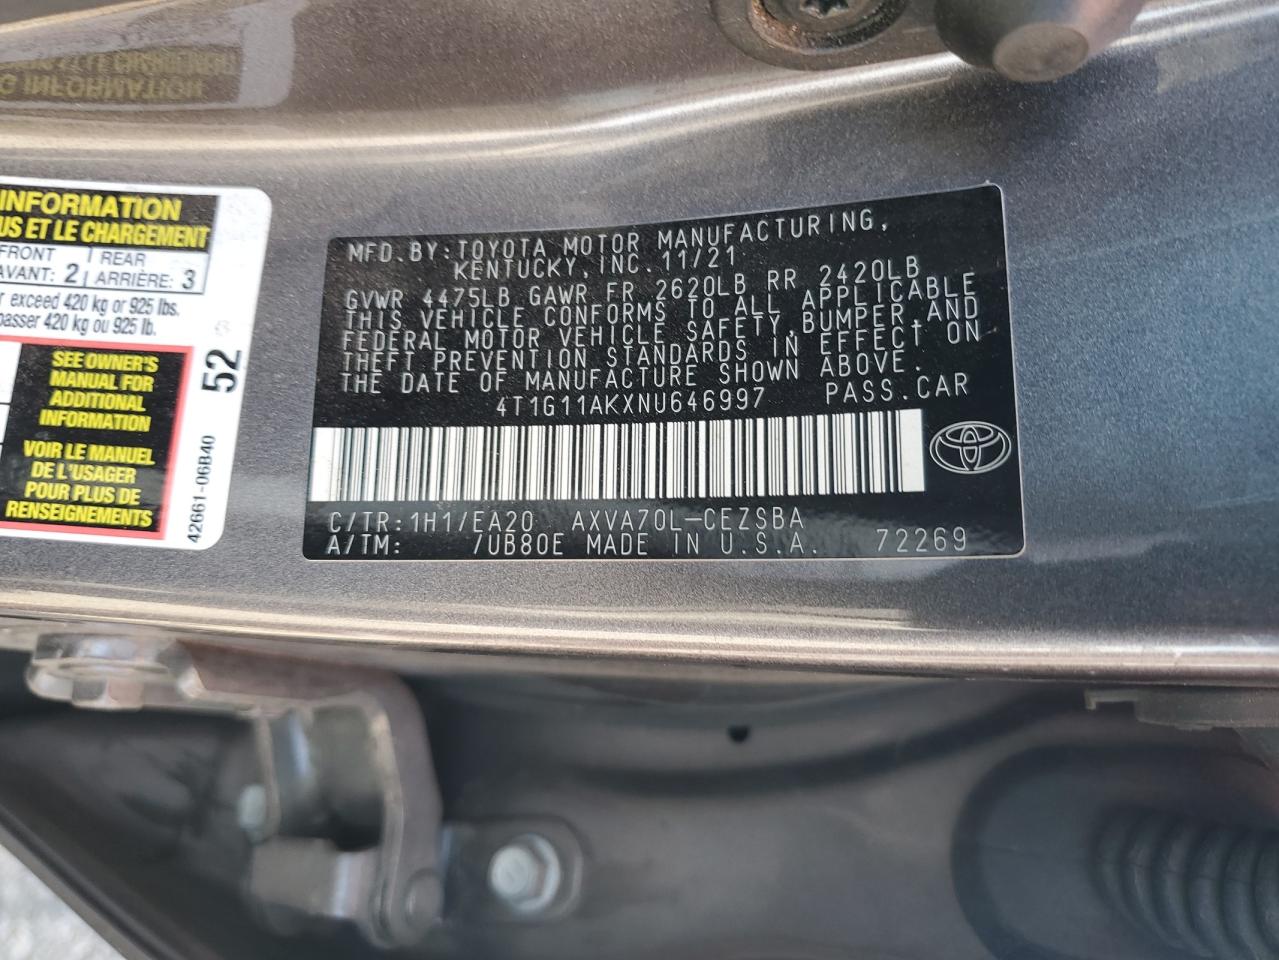 INFORMATION
G INFORMATION
US ET LE CHARGEMENT
FRONT
AVANT: 2
REAR
ARRIÈRE: 3
exceed 420 kg or 925 lbs.
passer 420 kg ou 925 lb.
SEE OWNER'S
MANUAL FOR
ADDITIONAL
INFORMATION
VOIR LE MANUEL
DE L'USAGER
POUR PLUS DE
RENSEIGNEMENTS
52
42661-06B40
MFD.BY:TOYOTA MOTOR MANUFACTURING,
KENTUCKY,INC.11/21
GVWR 4475LB GAWR FR 2620LB RR 2420LB
THIS VEHICLE CONFORMS TO ALL APPLICABLE
FEDERAL MOTOR VEHICLE SAFETY,BUMPER,AND
THEFT PREVENTION STANDARDS IN EFFECT ON
THE DATE OF MANUFACTURE SHOWN ABOVE.
4T1G11AKXNU646997 PASS.CAR
C/TR:1H1/EA20 AXVA70L-CEZSBA
A/TM: /UB80E MADE IN U.S.A. 72269